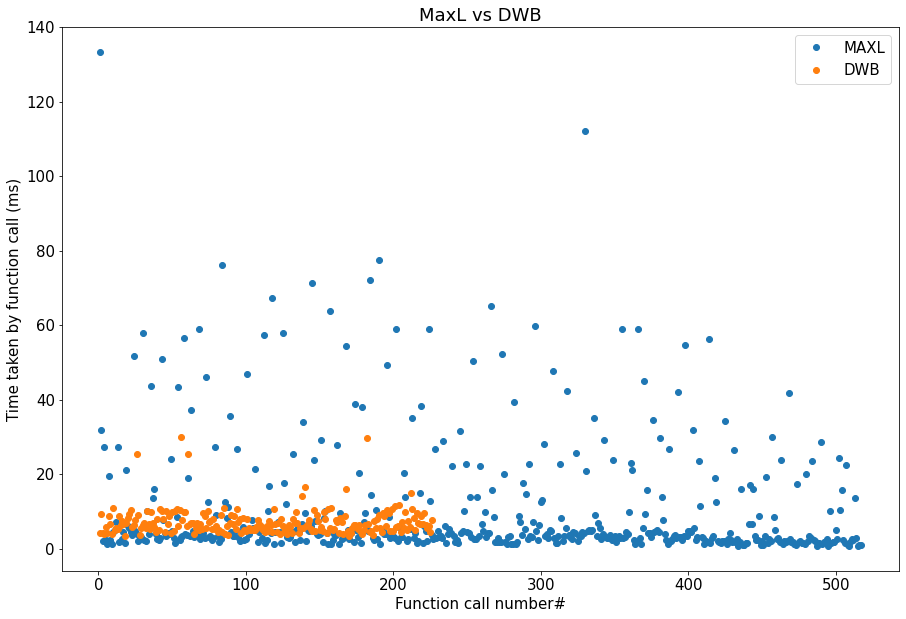 MaxL vs DWB
140
120
100
80
60
40
20
0
Time taken by function call (ms)
MAXL
DWB
0 100 200 300 400 500
Function call number#